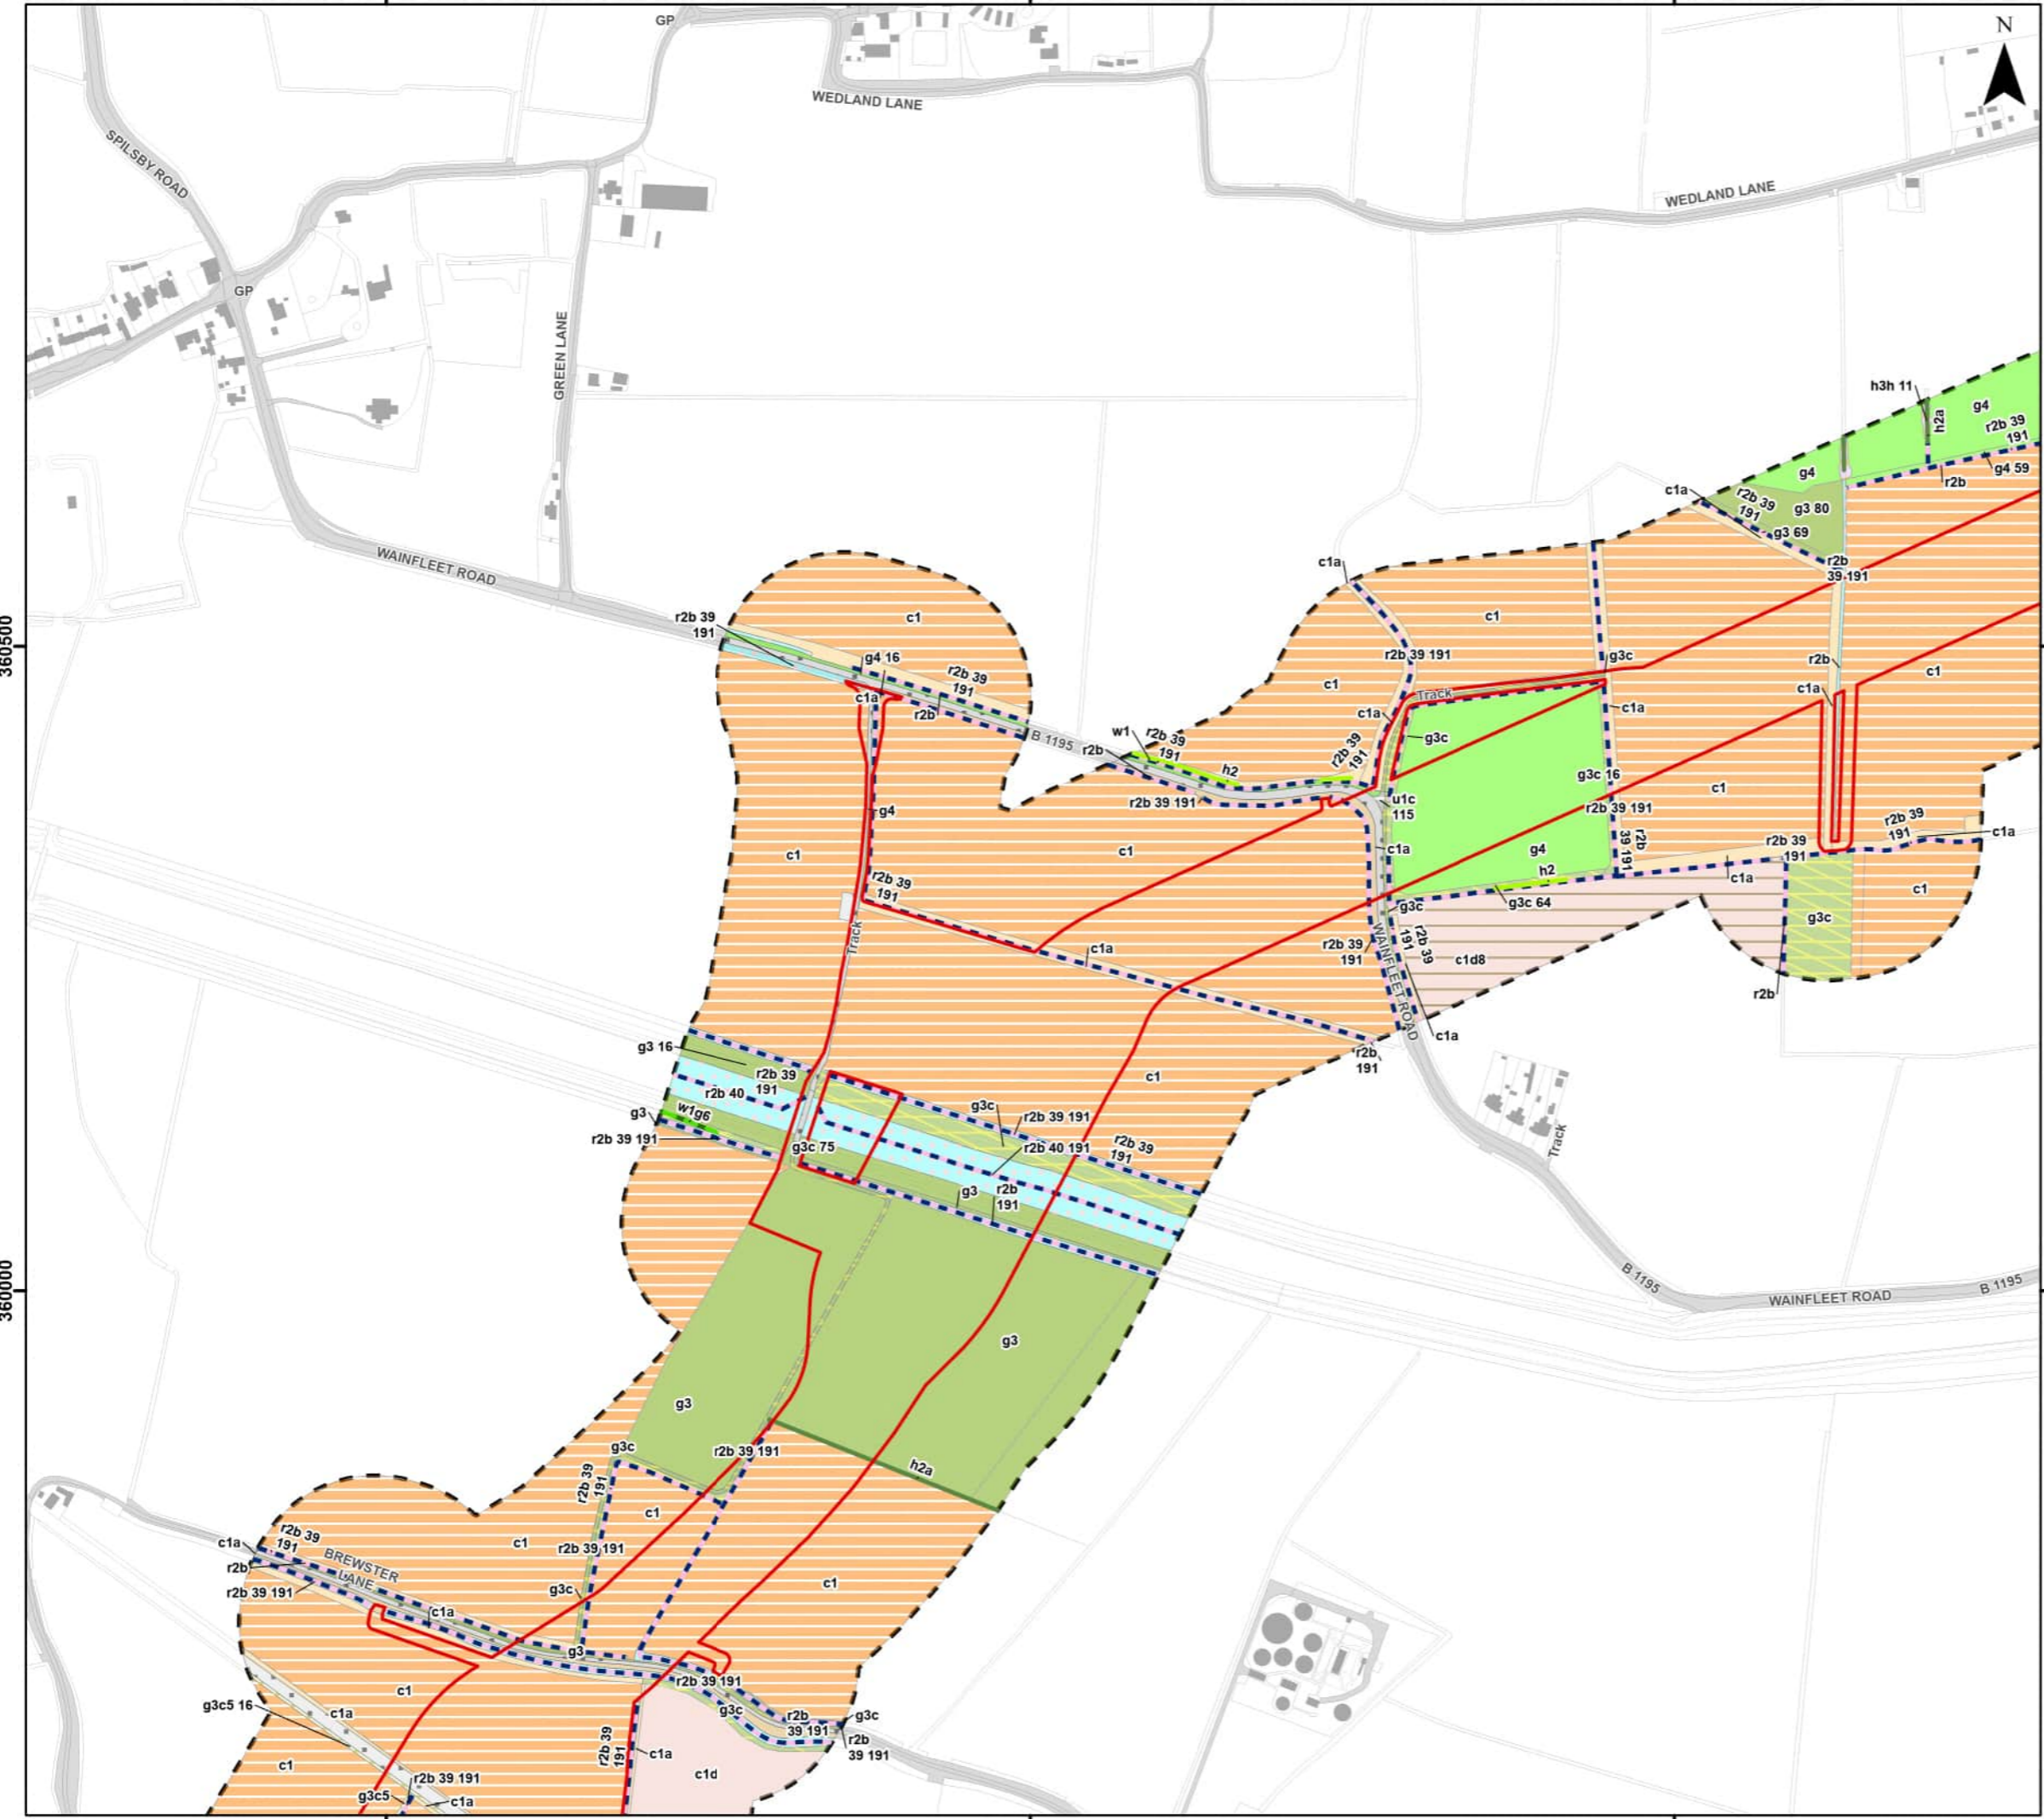 GP
N
WEDLAND LANE
SPILSBY ROAD
WEDLAND LANE
GP
GREEN LANE
h3h 11
h2a
g4
r2b 39
191
g4
g4 59
r2b
c1a
r2b 39
191
g3 80
g3 69
WAINFLEET ROAD
c1a
r2b
39 191
r2b 39
191
c1
c1
360500
g4 16
r2b 39
191
r2b 39 191
g3c
r2b
c1
c1
Track
c1a
c1a
r2b
c1a
c1a
B 1195
w1
r2b 39
191
r2b
h2
r2b 39
191
g3c
g3c 16
c1
r2b 39 191
u1c
115
r2b 39 191
g4
r2b 39
191
c1a
c1
c1
c1a
g4
r2b
39 191
r2b 39
191
h2
c1a
c1
r2b 39
191
g3c
g3c 64
g3c
Track
c1a
r2b 39
191
WAINFLEET ROAD
r2b 39
191
c1d8
r2b
c1a
g3 16
r2b
191
r2b 39
191
r2b 40
c1
g3
w1g6
g3c
r2b 39 191
r2b 39 191
g3c 75
r2b 40 191
r2b 39
191
Track
g3
r2b
191
360000
B 1195
WAINFLEET ROAD
B 1195
g3
g3
g3c
r2b 39 191
h2a
r2b 39
191
c1
c1
r2b 39
191
c1a
r2b
BREWSTER
LANE
r2b 39 191
r2b 39 191
g3c
c1
c1a
g3
r2b 39 191
c1
g3c5 16
c1a
g3c
r2b
39 191
g3c
r2b
39 191
r2b 39
191
c1a
c1
c1d
r2b 39 191
g3c5
c1a